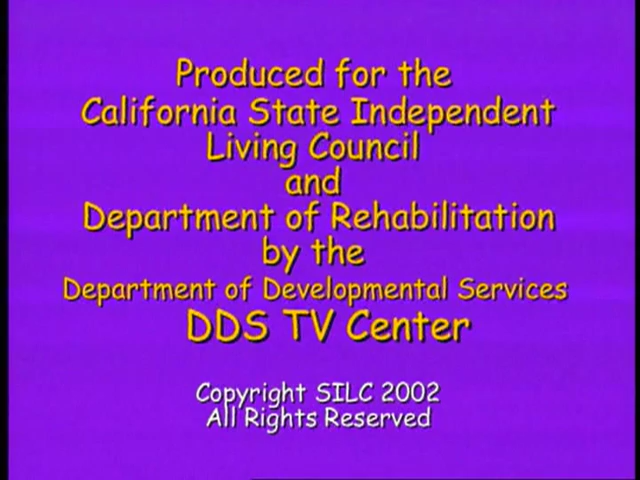 Produced for the
California State Independent
Living Council
and
Department of Rehabilitation
by the
Department of Developmental Services
DDS TV Center
Copyright SILC 2002
All Rights Reserved